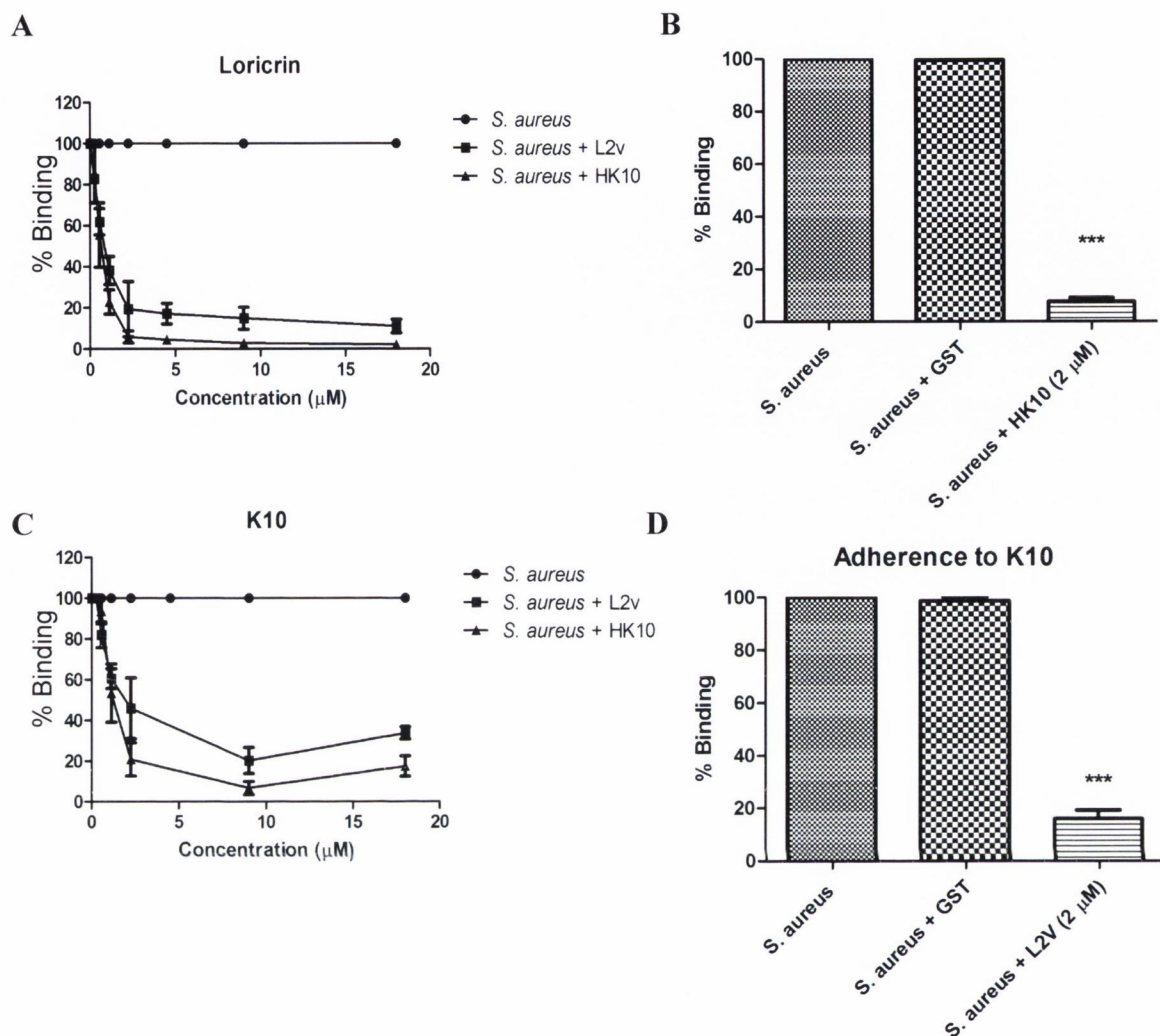 A
Loricrin
120
100
80
60
40
20
0
% Binding
0 5 10 15 20
Concentration (μM)
S. aureus
S. aureus + L2v
S. aureus + HK10
B
100
80
60
40
20
0
% Binding
***
S. aureus
S. aureus + GST
S. aureus + HK10 (2 μM)
C
K10
120
100
80
60
40
20
0
% Binding
0 5 10 15 20
Concentration (μM)
S. aureus
S. aureus + L2v
S. aureus + HK10
D
Adherence to K10
100
80
60
40
20
0
% Binding
***
S. aureus
S. aureus + GST
S. aureus + L2V (2 μM)